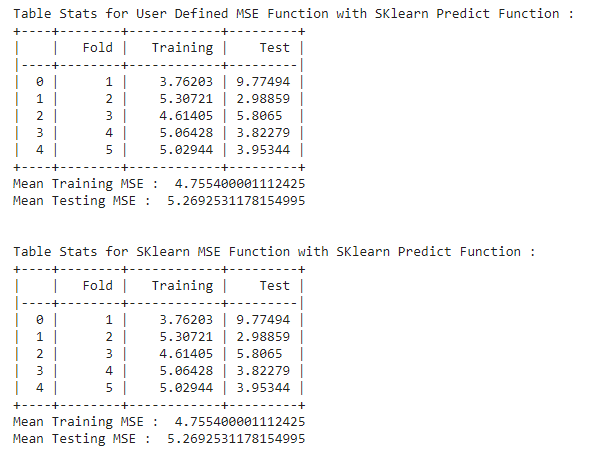 Table Stats for User Defined MSE Function with SKlearn Predict Function :
+----+--------+------------+---------+
|    |   Fold |   Training |    Test |
|----+--------+------------+---------|
|  0 |      1 |    3.76203 | 9.77494 |
|  1 |      2 |    5.30721 | 2.98859 |
|  2 |      3 |    4.61405 | 5.8065  |
|  3 |      4 |    5.06428 | 3.82279 |
|  4 |      5 |    5.02944 | 3.95344 |
+----+--------+------------+---------+
Mean Training MSE :  4.755400001112425
Mean Testing MSE :  5.2692531178154995
Table Stats for SKlearn MSE Function with SKlearn Predict Function :
+----+--------+------------+---------+
|    |   Fold |   Training |    Test |
|----+--------+------------+---------|
|  0 |      1 |    3.76203 | 9.77494 |
|  1 |      2 |    5.30721 | 2.98859 |
|  2 |      3 |    4.61405 | 5.8065  |
|  3 |      4 |    5.06428 | 3.82279 |
|  4 |      5 |    5.02944 | 3.95344 |
+----+--------+------------+---------+
Mean Training MSE :  4.755400001112425
Mean Testing MSE :  5.2692531178154995